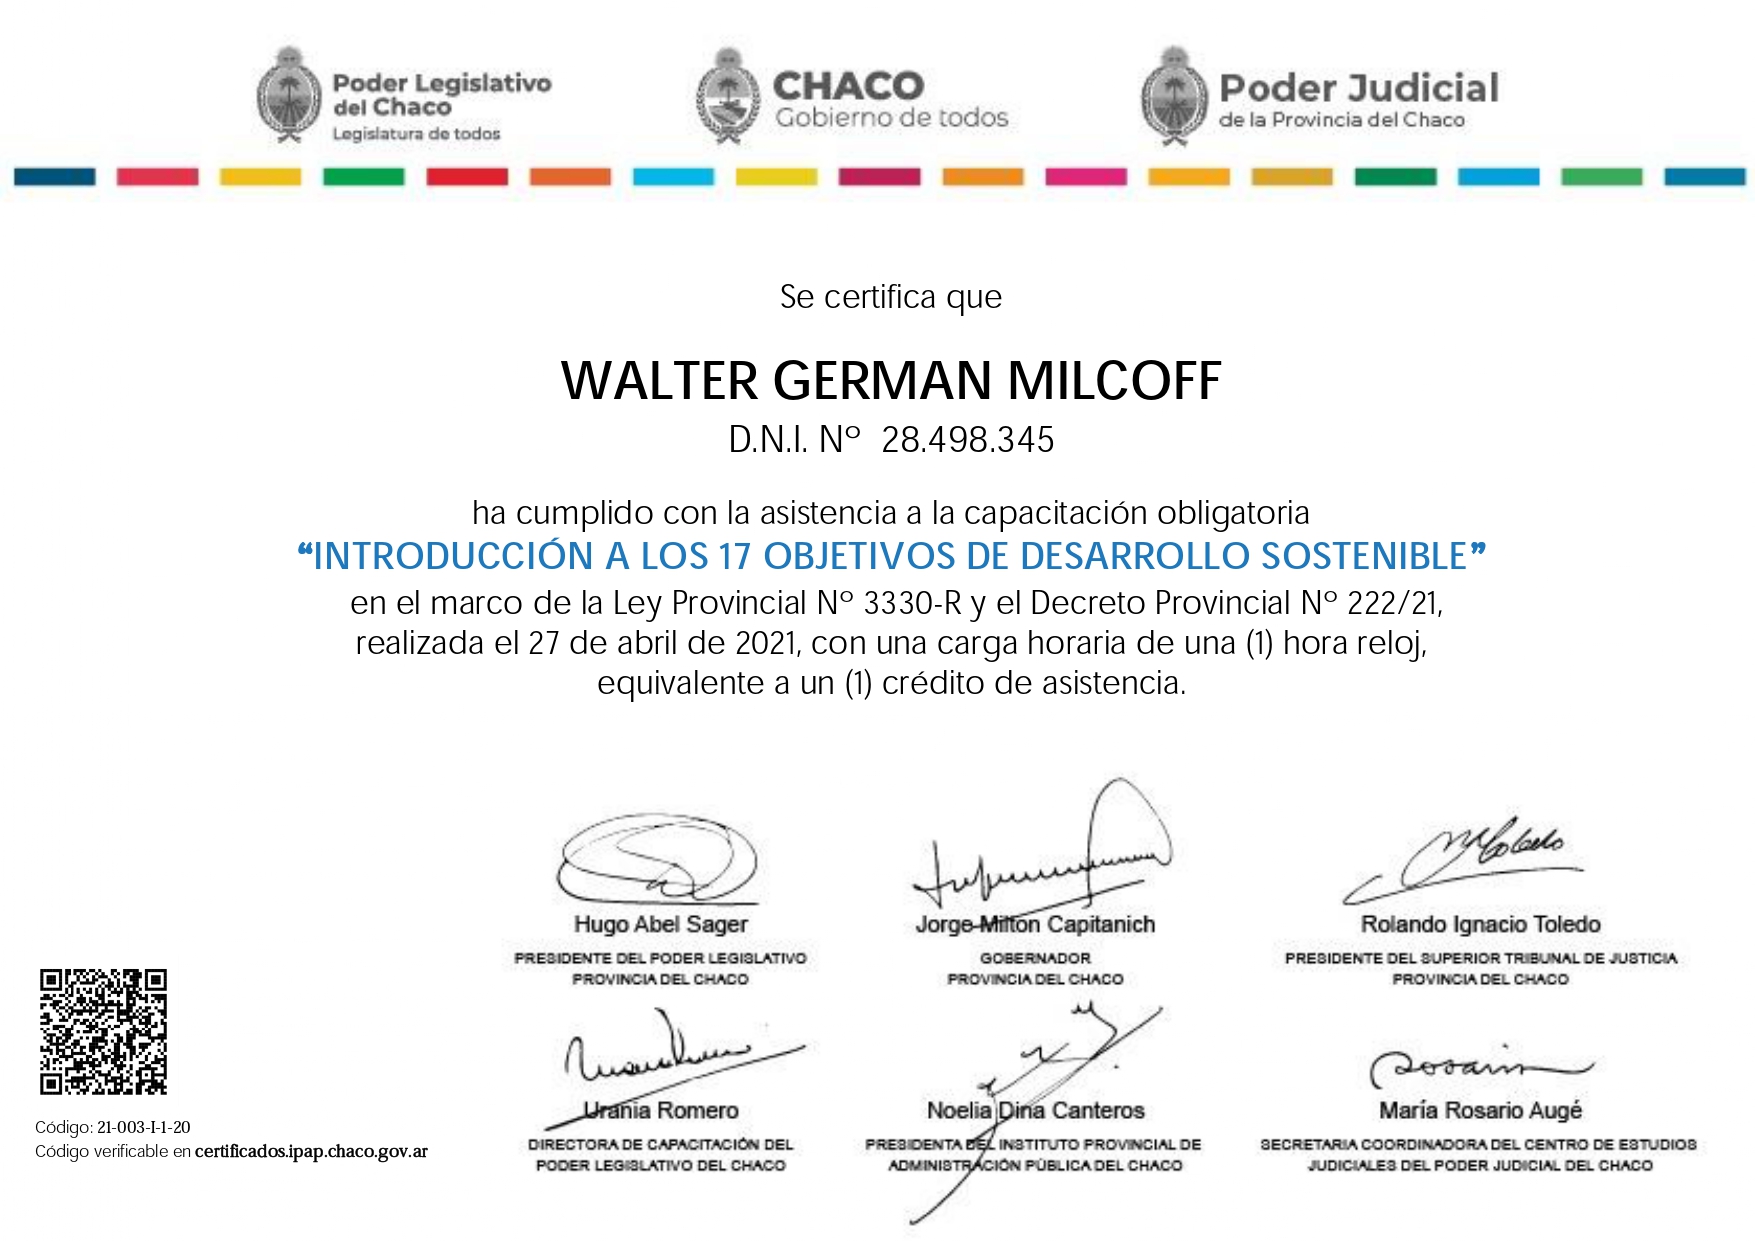 Poder Legislativo
del Chaco
Legislatura de todos
CHACO
Gobierno de todos
Poder Judicial
de la Provincia del Chaco
Se certifica que
WALTER GERMAN MILCOFF
D.N.I. Nº 28.498.345
ha cumplido con la asistencia a la capacitación obligatoria
“INTRODUCCIÓN A LOS 17 OBJETIVOS DE DESARROLLO SOSTENIBLE”
en el marco de la Ley Provincial Nº 3330-R y el Decreto Provincial Nº 222/21,
realizada el 27 de abril de 2021, con una carga horaria de una (1) hora reloj,
equivalente a un (1) crédito de asistencia.
Hugo Abel Sager
PRESIDENTE DEL PODER LEGISLATIVO
PROVINCIA DEL CHACO
Jorge Milton Capitanich
GOBERNADOR
PROVINCIA DEL CHACO
Rolando Ignacio Toledo
PRESIDENTE DEL SUPERIOR TRIBUNAL DE JUSTICIA
PROVINCIA DEL CHACO
Urania Romero
DIRECTORA DE CAPACITACIÓN DEL
PODER LEGISLATIVO DEL CHACO
Noelia Dina Canteros
PRESIDENTA DEL INSTITUTO PROVINCIAL DE
ADMINISTRACIÓN PÚBLICA DEL CHACO
María Rosario Augé
SECRETARIA COORDINADORA DEL CENTRO DE ESTUDIOS
JUDICIALES DEL PODER JUDICIAL DEL CHACO
Código: 21-003-I-1-20
Código verificable en certificados.ipap.chaco.gov.ar